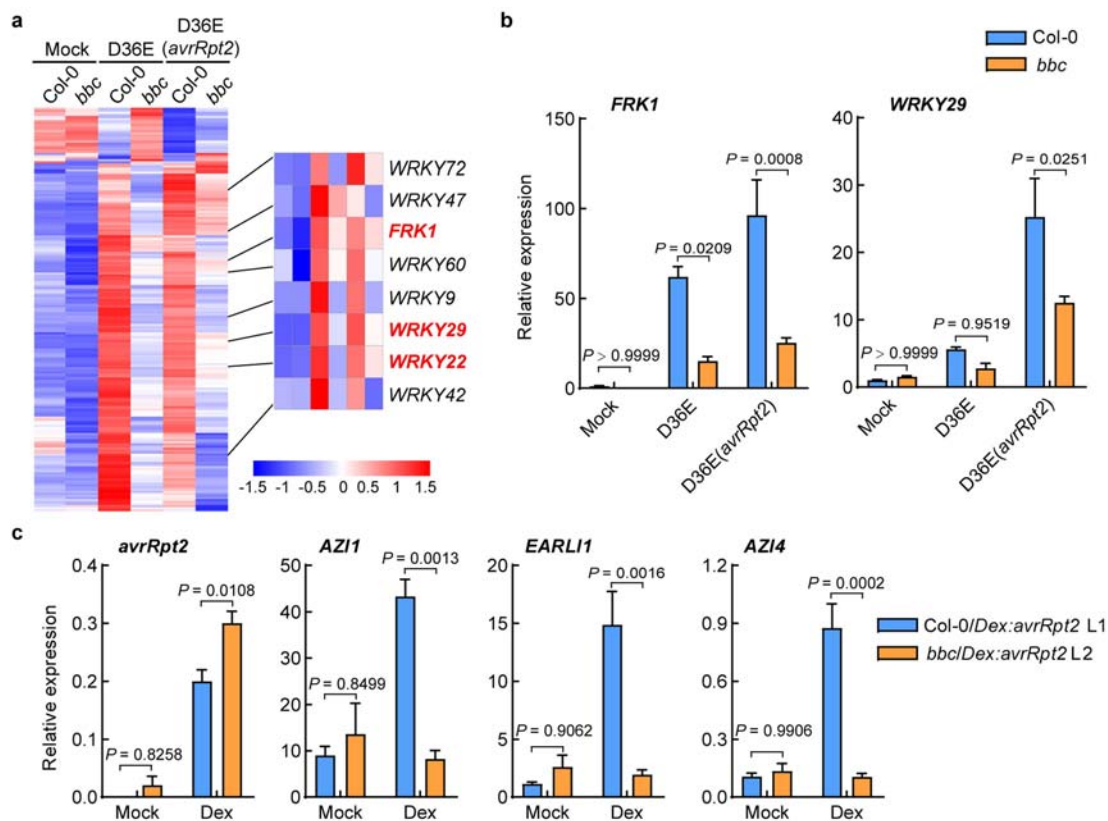 a
Mock
D36E
D36E
(avrRpt2)
Col-0
bbc
Col-0
bbc
Col-0
bbc
WRKY72
WRKY47
FRK1
WRKY60
WRKY9
WRKY29
WRKY22
WRKY42
-1.5 -1 -0.5 0 0.5 1 1.5
b
Col-0
bbc
FRK1
Relative expression
150
100
50
0
P > 0.9999
P = 0.0209
P = 0.0008
Mock
D36E
D36E(avrRpt2)
WRKY29
40
30
20
10
0
P > 0.9999
P = 0.9519
P = 0.0251
Mock
D36E
D36E(avrRpt2)
c
avrRpt2
Relative expression
0.4
0.3
0.2
0.1
0.0
P = 0.8258
P = 0.0108
Mock Dex
AZI1
50
40
30
20
10
0
P = 0.8499
P = 0.0013
Mock Dex
EARLI1
20
15
10
5
0
P = 0.9062
P = 0.0016
Mock Dex
AZI4
1.2
0.9
0.6
0.3
0.0
P = 0.9906
P = 0.0002
Mock Dex
Col-0/Dex:avrRpt2 L1
bbc/Dex:avrRpt2 L2